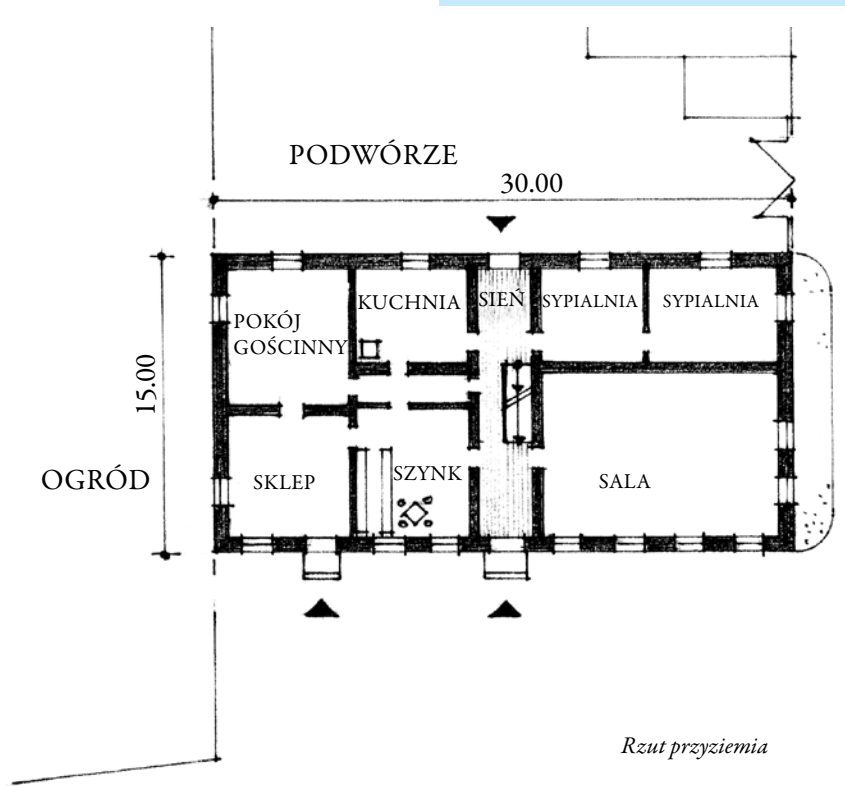 PODWÓRZE
30.00
15.00
OGRÓD
POKÓJ
GOŚCINNY
KUCHNIA
SIEŃ
SYPIALNIA
SYPIALNIA
SKLEP
SZYNK
SALA
Rzut przyziemia